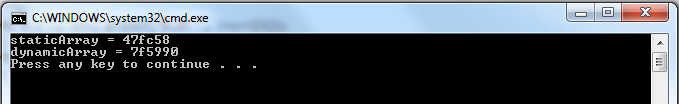 C:\WINDOWS\system32\cmd.exe
staticArray = 47fc58
dynamicArray = 7f5990
Press any key to continue . . .